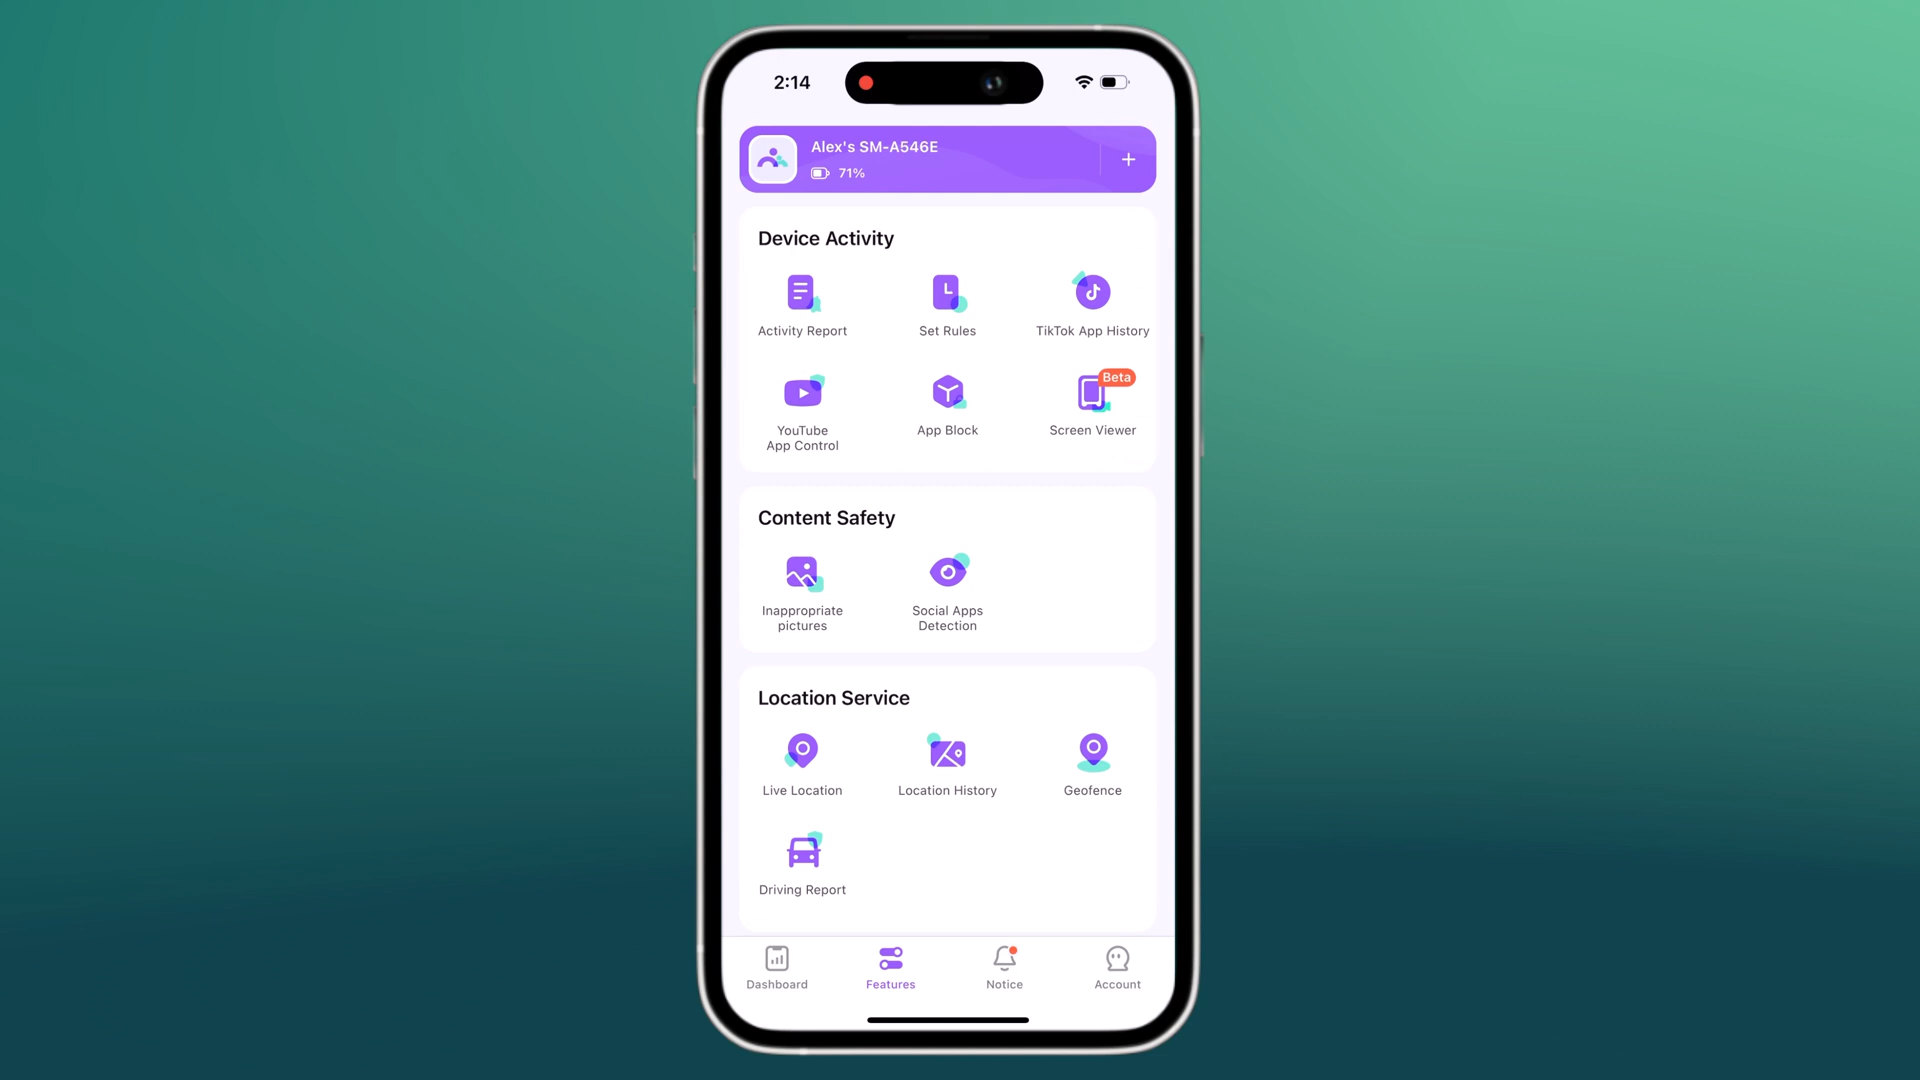 2:14
Alex's SM-A546E
71%
Device Activity
Activity Report
Set Rules
TikTok App History
Beta
YouTube
App Control
App Block
Screen Viewer
Content Safety
Inappropriate
pictures
Social Apps
Detection
Location Service
Live Location
Location History
Geofence
Driving Report
Dashboard
Features
Notice
Account